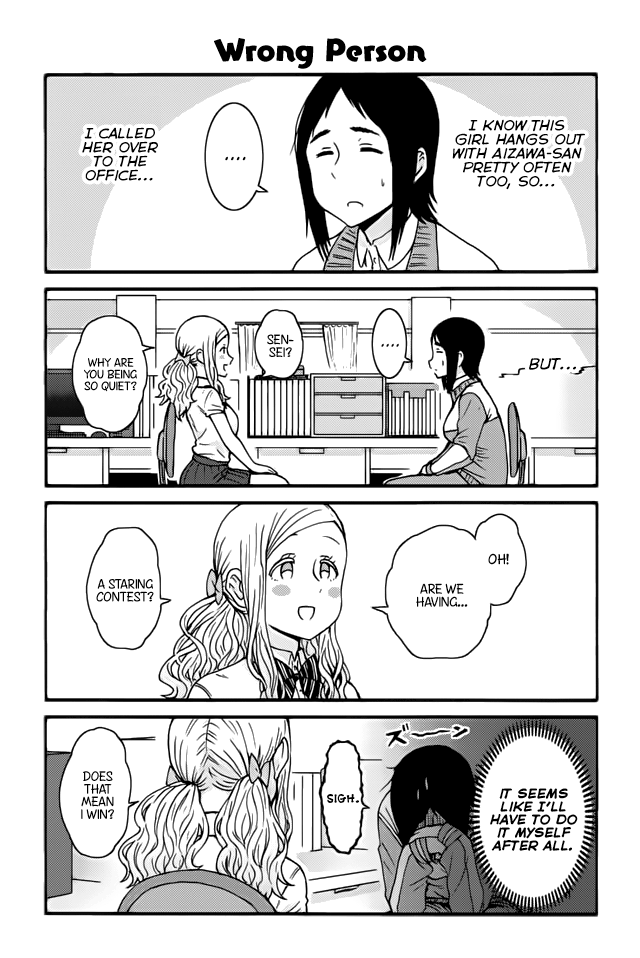 Wrong Person
I KNOW THIS
GIRL HANGS OUT
WITH AIZAWA-SAN
PRETTY OFTEN
TOO, SO...
....
I CALLED
HER OVER
TO THE
OFFICE...
BUT...
.....
SEN-
SEI?
WHY ARE
YOU BEING
SO QUIET?
OH!
ARE WE
HAVING...
A STARING
CONTEST?
IT SEEMS
LIKE I'LL
HAVE TO DO
IT MYSELF
AFTER ALL.
ズーーン
SIGH.
DOES
THAT
MEAN
I WIN?